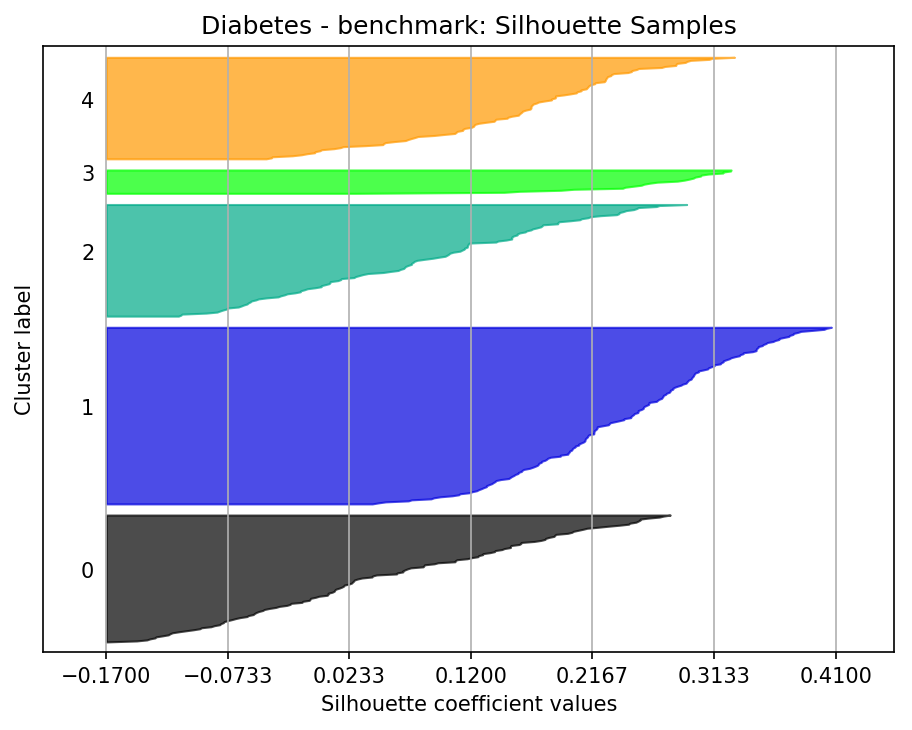 Diabetes - benchmark: Silhouette Samples
4
3
2
1
0
Cluster label
−0.1700 −0.0733 0.0233 0.1200 0.2167 0.3133 0.4100
Silhouette coefficient values